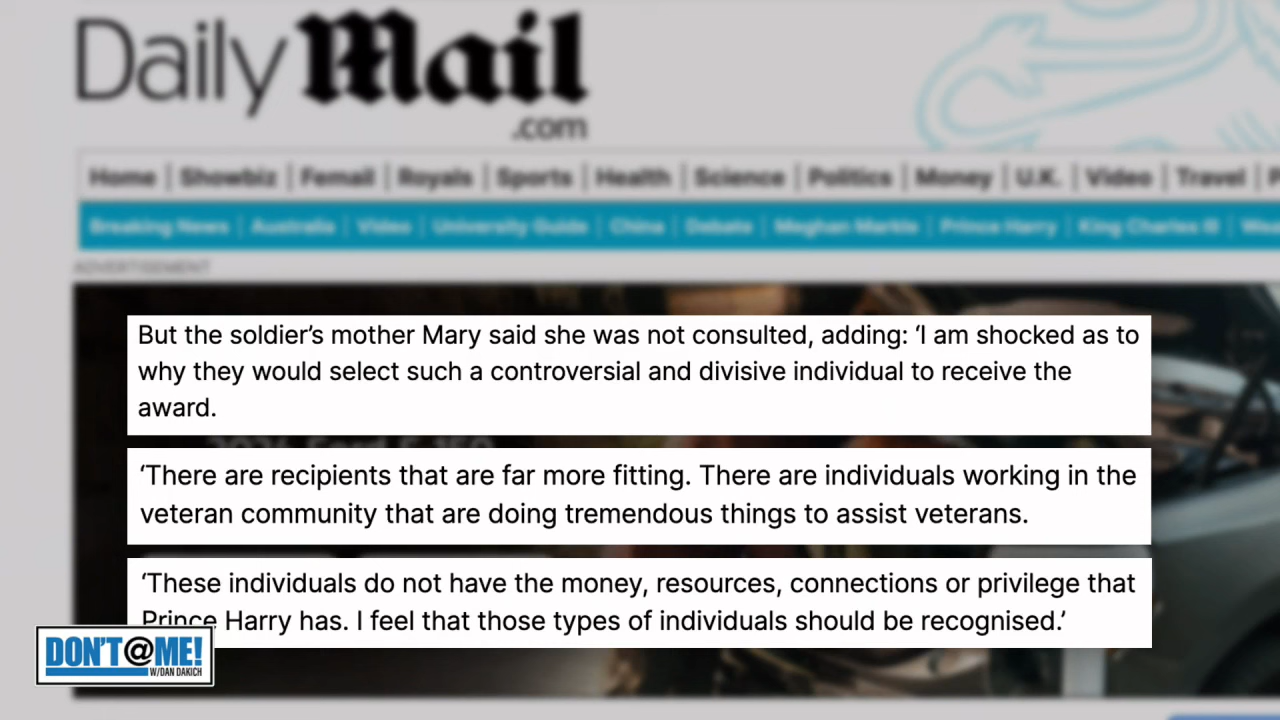 Daily Mail
.com
Home | Showbiz | Femail | Royals | Sports | Health | Science | Politics | Money | U.K. | Video | Travel |
Breaking News | Australia | Video | University Guide | China | Debate | Meghan Markle | Prince Harry | King Charles III |
ADVERTISEMENT
But the soldier’s mother Mary said she was not consulted, adding: ‘I am shocked as to
why they would select such a controversial and divisive individual to receive the
award.
‘There are recipients that are far more fitting. There are individuals working in the
veteran community that are doing tremendous things to assist veterans.
‘These individuals do not have the money, resources, connections or privilege that
Prince Harry has. I feel that those types of individuals should be recognised.’
DON'T @ ME!
W/DAN DAKICH